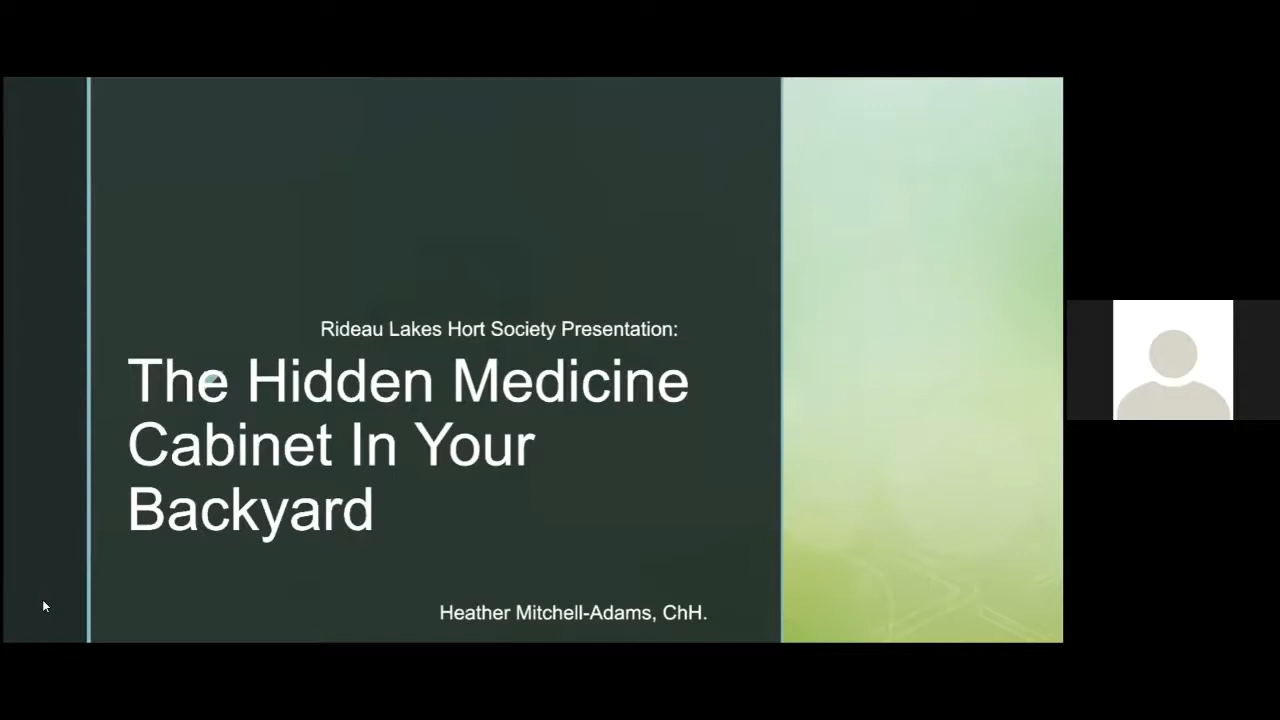 Rideau Lakes Hort Society Presentation:
The Hidden Medicine
Cabinet In Your
Backyard
Heather Mitchell-Adams, ChH.